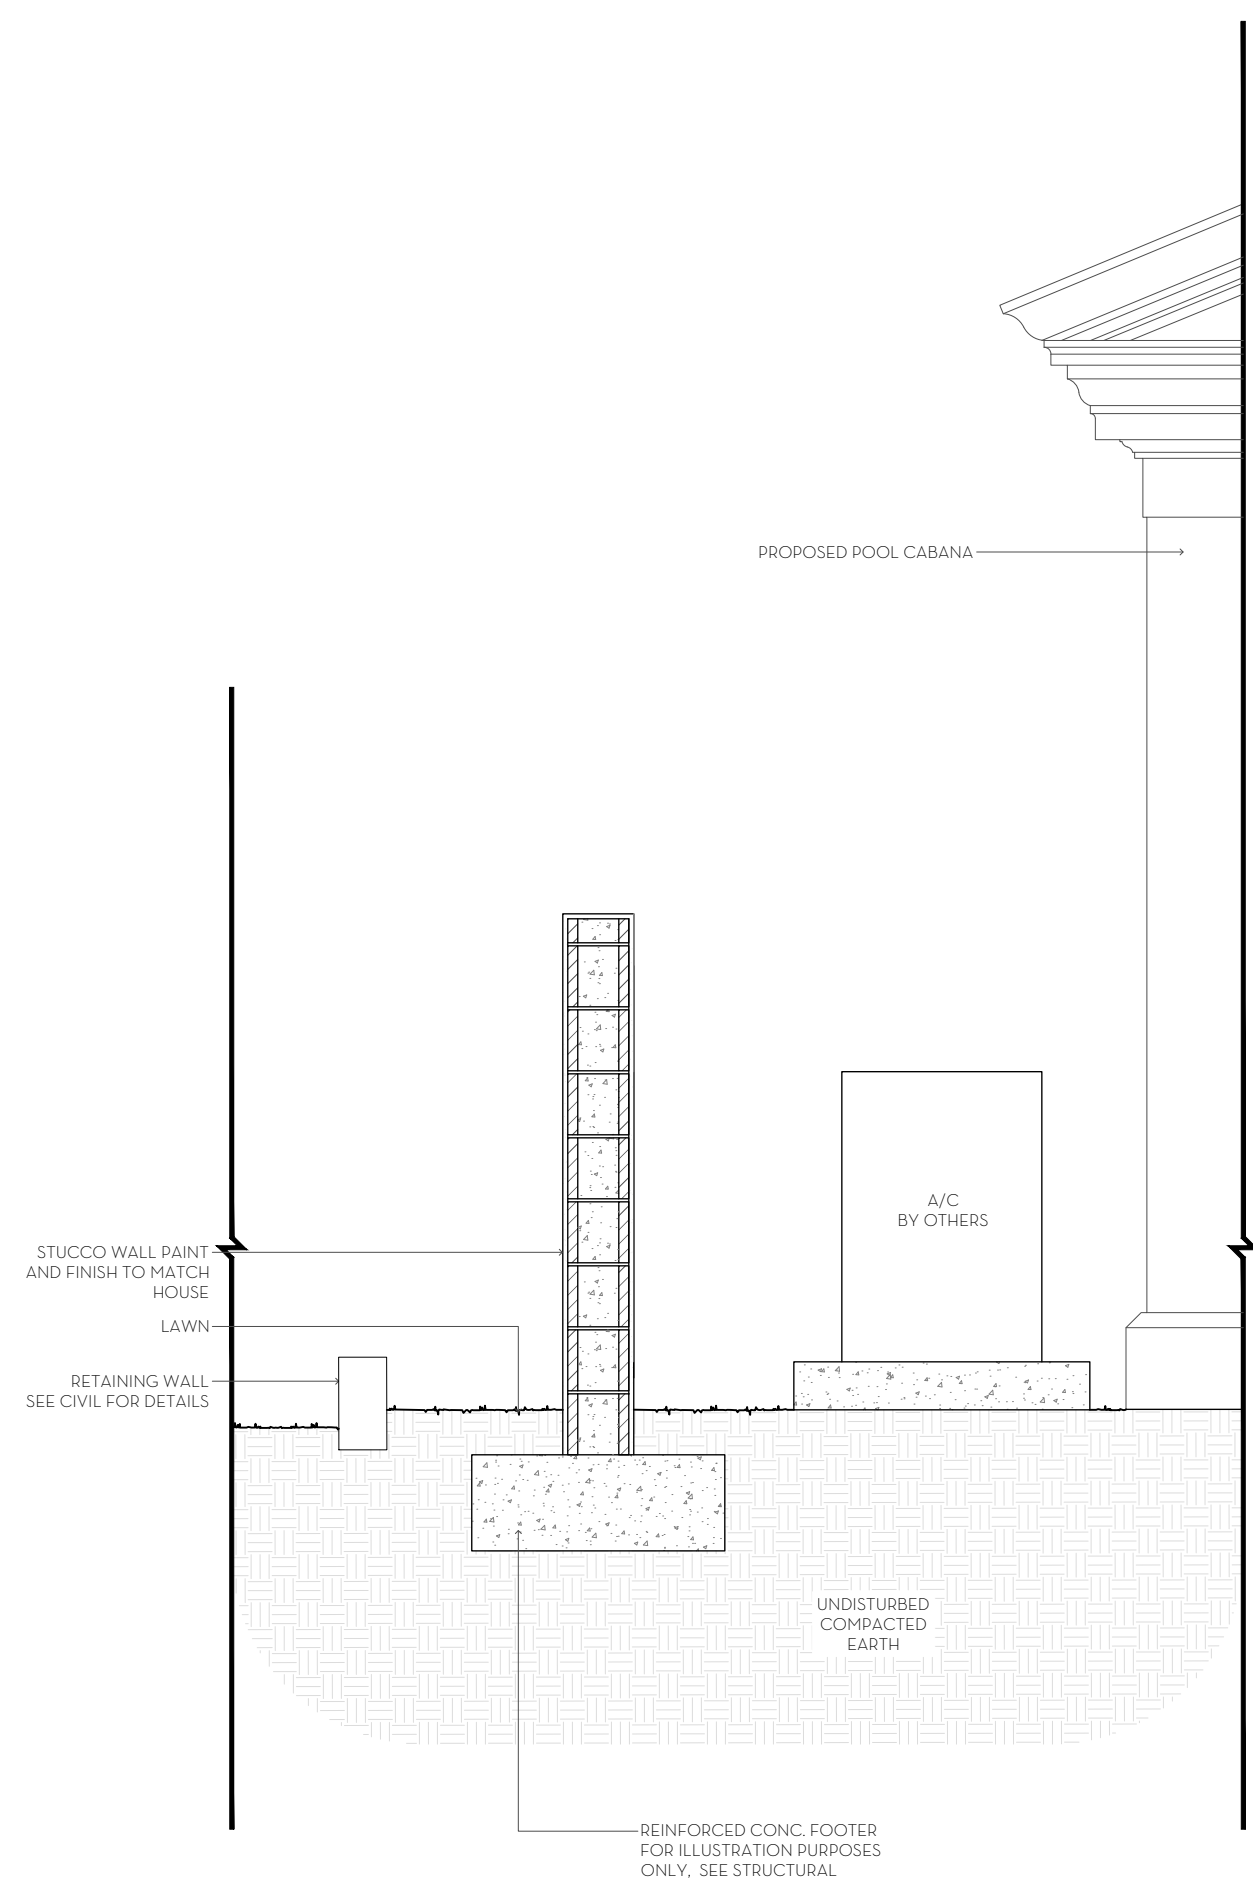 PROPOSED POOL CABANA
A/C
BY OTHERS
STUCCO WALL PAINT
AND FINISH TO MATCH
HOUSE
LAWN
RETAINING WALL
SEE CIVIL FOR DETAILS
UNDISTURBED
COMPACTED
EARTH
REINFORCED CONC. FOOTER
FOR ILLUSTRATION PURPOSES
ONLY, SEE STRUCTURAL